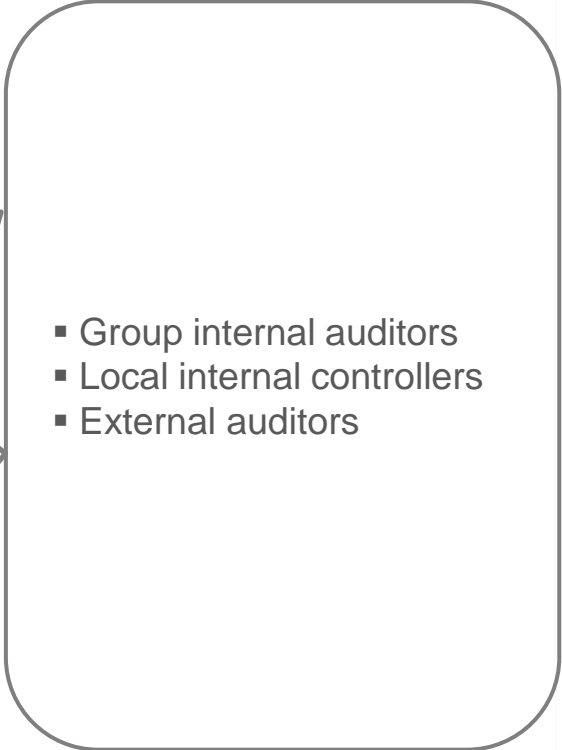 ▪ Group internal auditors
▪ Local internal controllers
▪ External auditors